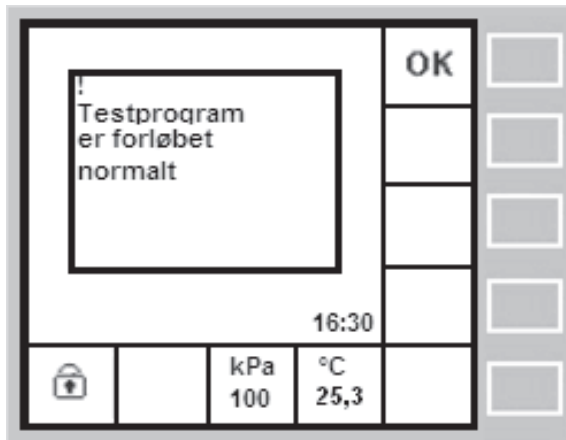 OK
!
Testprogram
er forløbet
normalt
16:30
kPa
100
°C
25,3